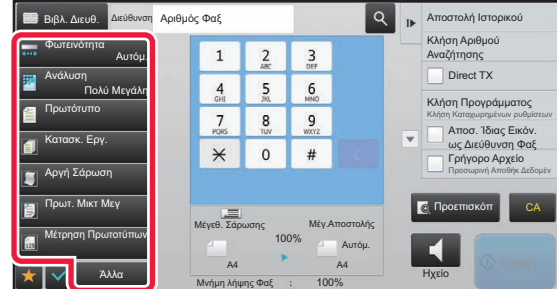 Βιβλ. Διευθ.
Διεύθυνση
Αριθμός Φαξ
Φωτεινότητα
Αυτόμ.
Ανάλυση
Πολύ Μεγάλη
Πρωτότυπο
Κατασκ. Εργ.
Αργή Σάρωση
Πρωτ. Μικτ Μεγ
Μέτρηση Πρωτοτύπων
Άλλα
1
2
3
ABC
DEF
4
5
6
GHI
JKL
MNO
7
8
9
PQRS
TUV
WXYZ
0
#
C
Μέγεθ. Σάρωσης
Μέγ.Αποστολής
100%
Αυτόμ.
A4
A4
Μνήμη λήψης Φαξ : 100%
Αποστολή Ιστορικού
Κλήση Αριθμού
Αναζήτησης
Direct TX
Κλήση Προγράμματος
Κλήση Καταχωρημένων ρυθμίσεων
Αποσ. Ίδιας Εικόν.
ως Διεύθυνση Φαξ
Γρήγορο Αρχείο
Προσωρινή Αποθήκ Δεδομέν
Προεπισκόπ
CA
Ηχείο
Έναρξη